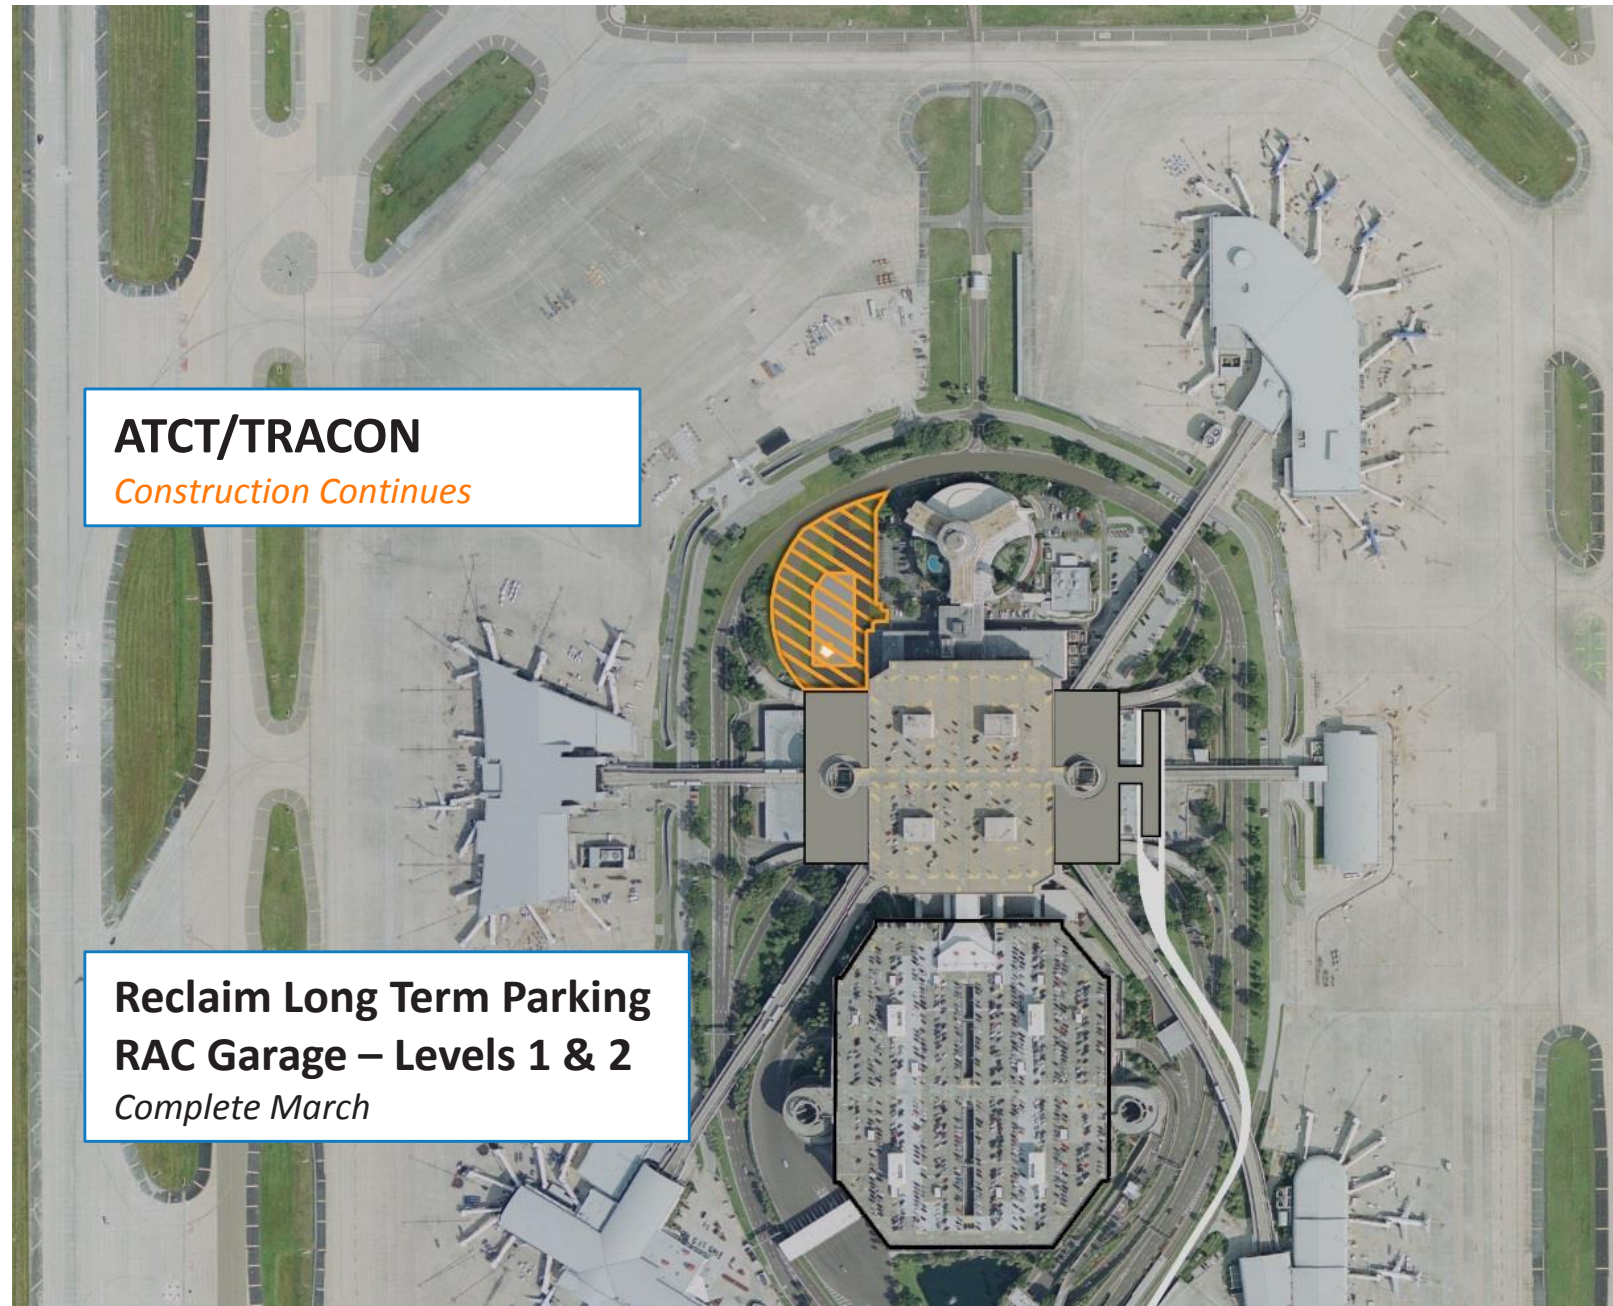 ATCT/TRACON
Construction Continues
Reclaim Long Term Parking
RAC Garage – Levels 1 & 2
Complete March